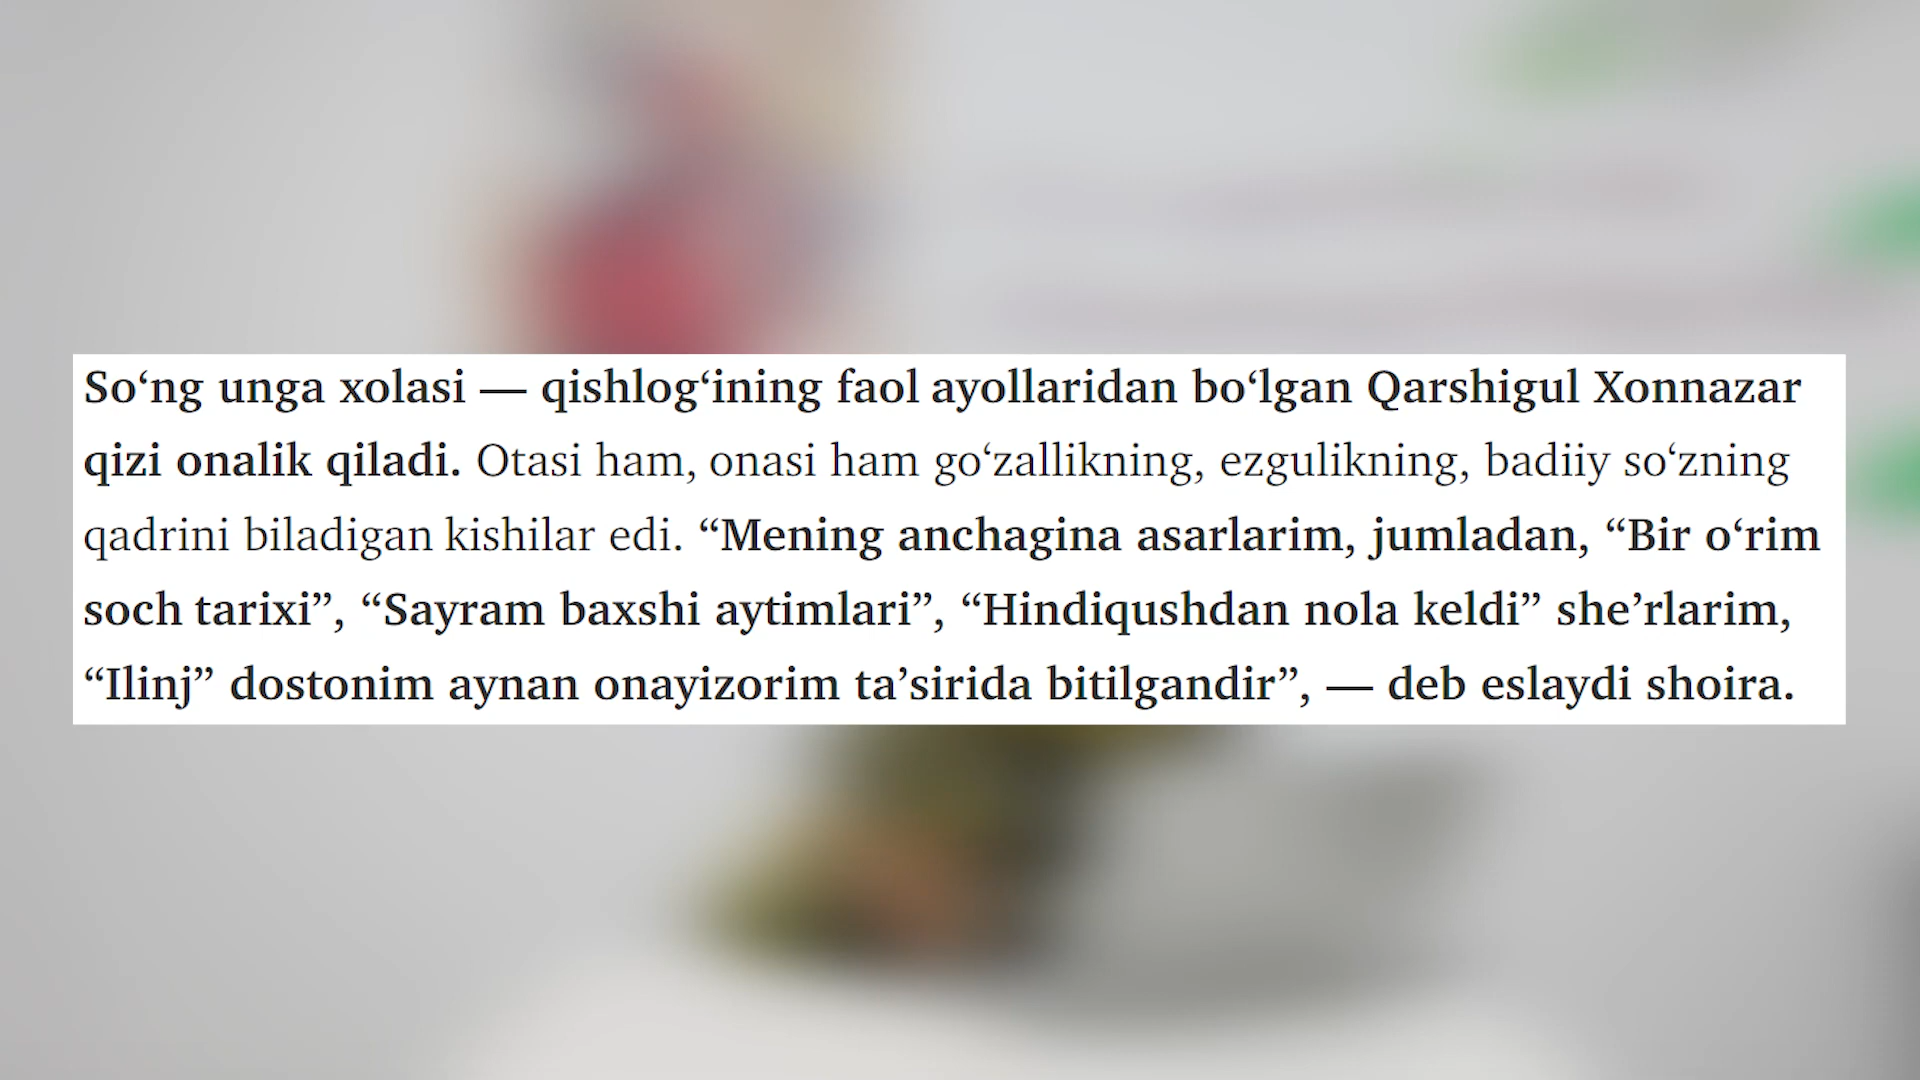 So‘ng unga xolasi — qishlog‘ining faol ayollaridan bo‘lgan Qarshigul Xonnazar
qizi onalik qiladi. Otasi ham, onasi ham go‘zallikning, ezgulikning, badiiy so‘zning
qadrini biladigan kishilar edi. “Mening anchagina asarlarim, jumladan, “Bir o‘rim
soch tarixi”, “Sayram baxshi aytimlari”, “Hindiqushdan nola keldi” she’rlarim,
“Ilinj” dostonim aynan onayizorim ta’sirida bitilgandir”, — deb eslaydi shoira.